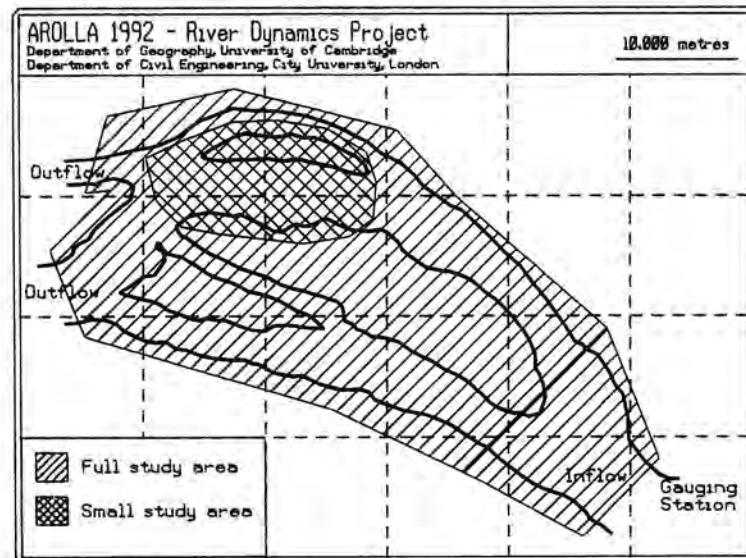 AROLLA 1992 - River Dynamics Project
Department of Geography, University of Cambridge
Department of Civil Engineering, City University, London
10.000 metres
Outflow
Outflow
Full study area
Small study area
Inflow
Gauging
Station